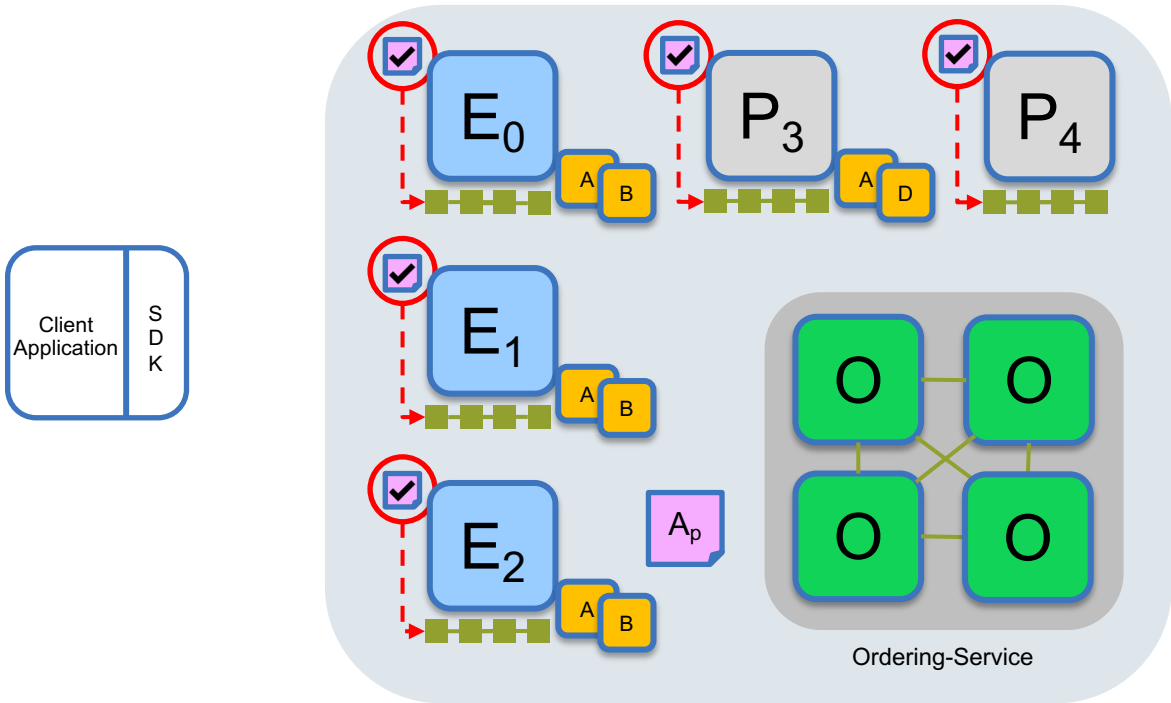 E₀
A
B
P₃
A
D
P₄
Client
Application
S
D
K
E₁
A
B
E₂
A
B
Aₚ
O
O
O
O
Ordering-Service